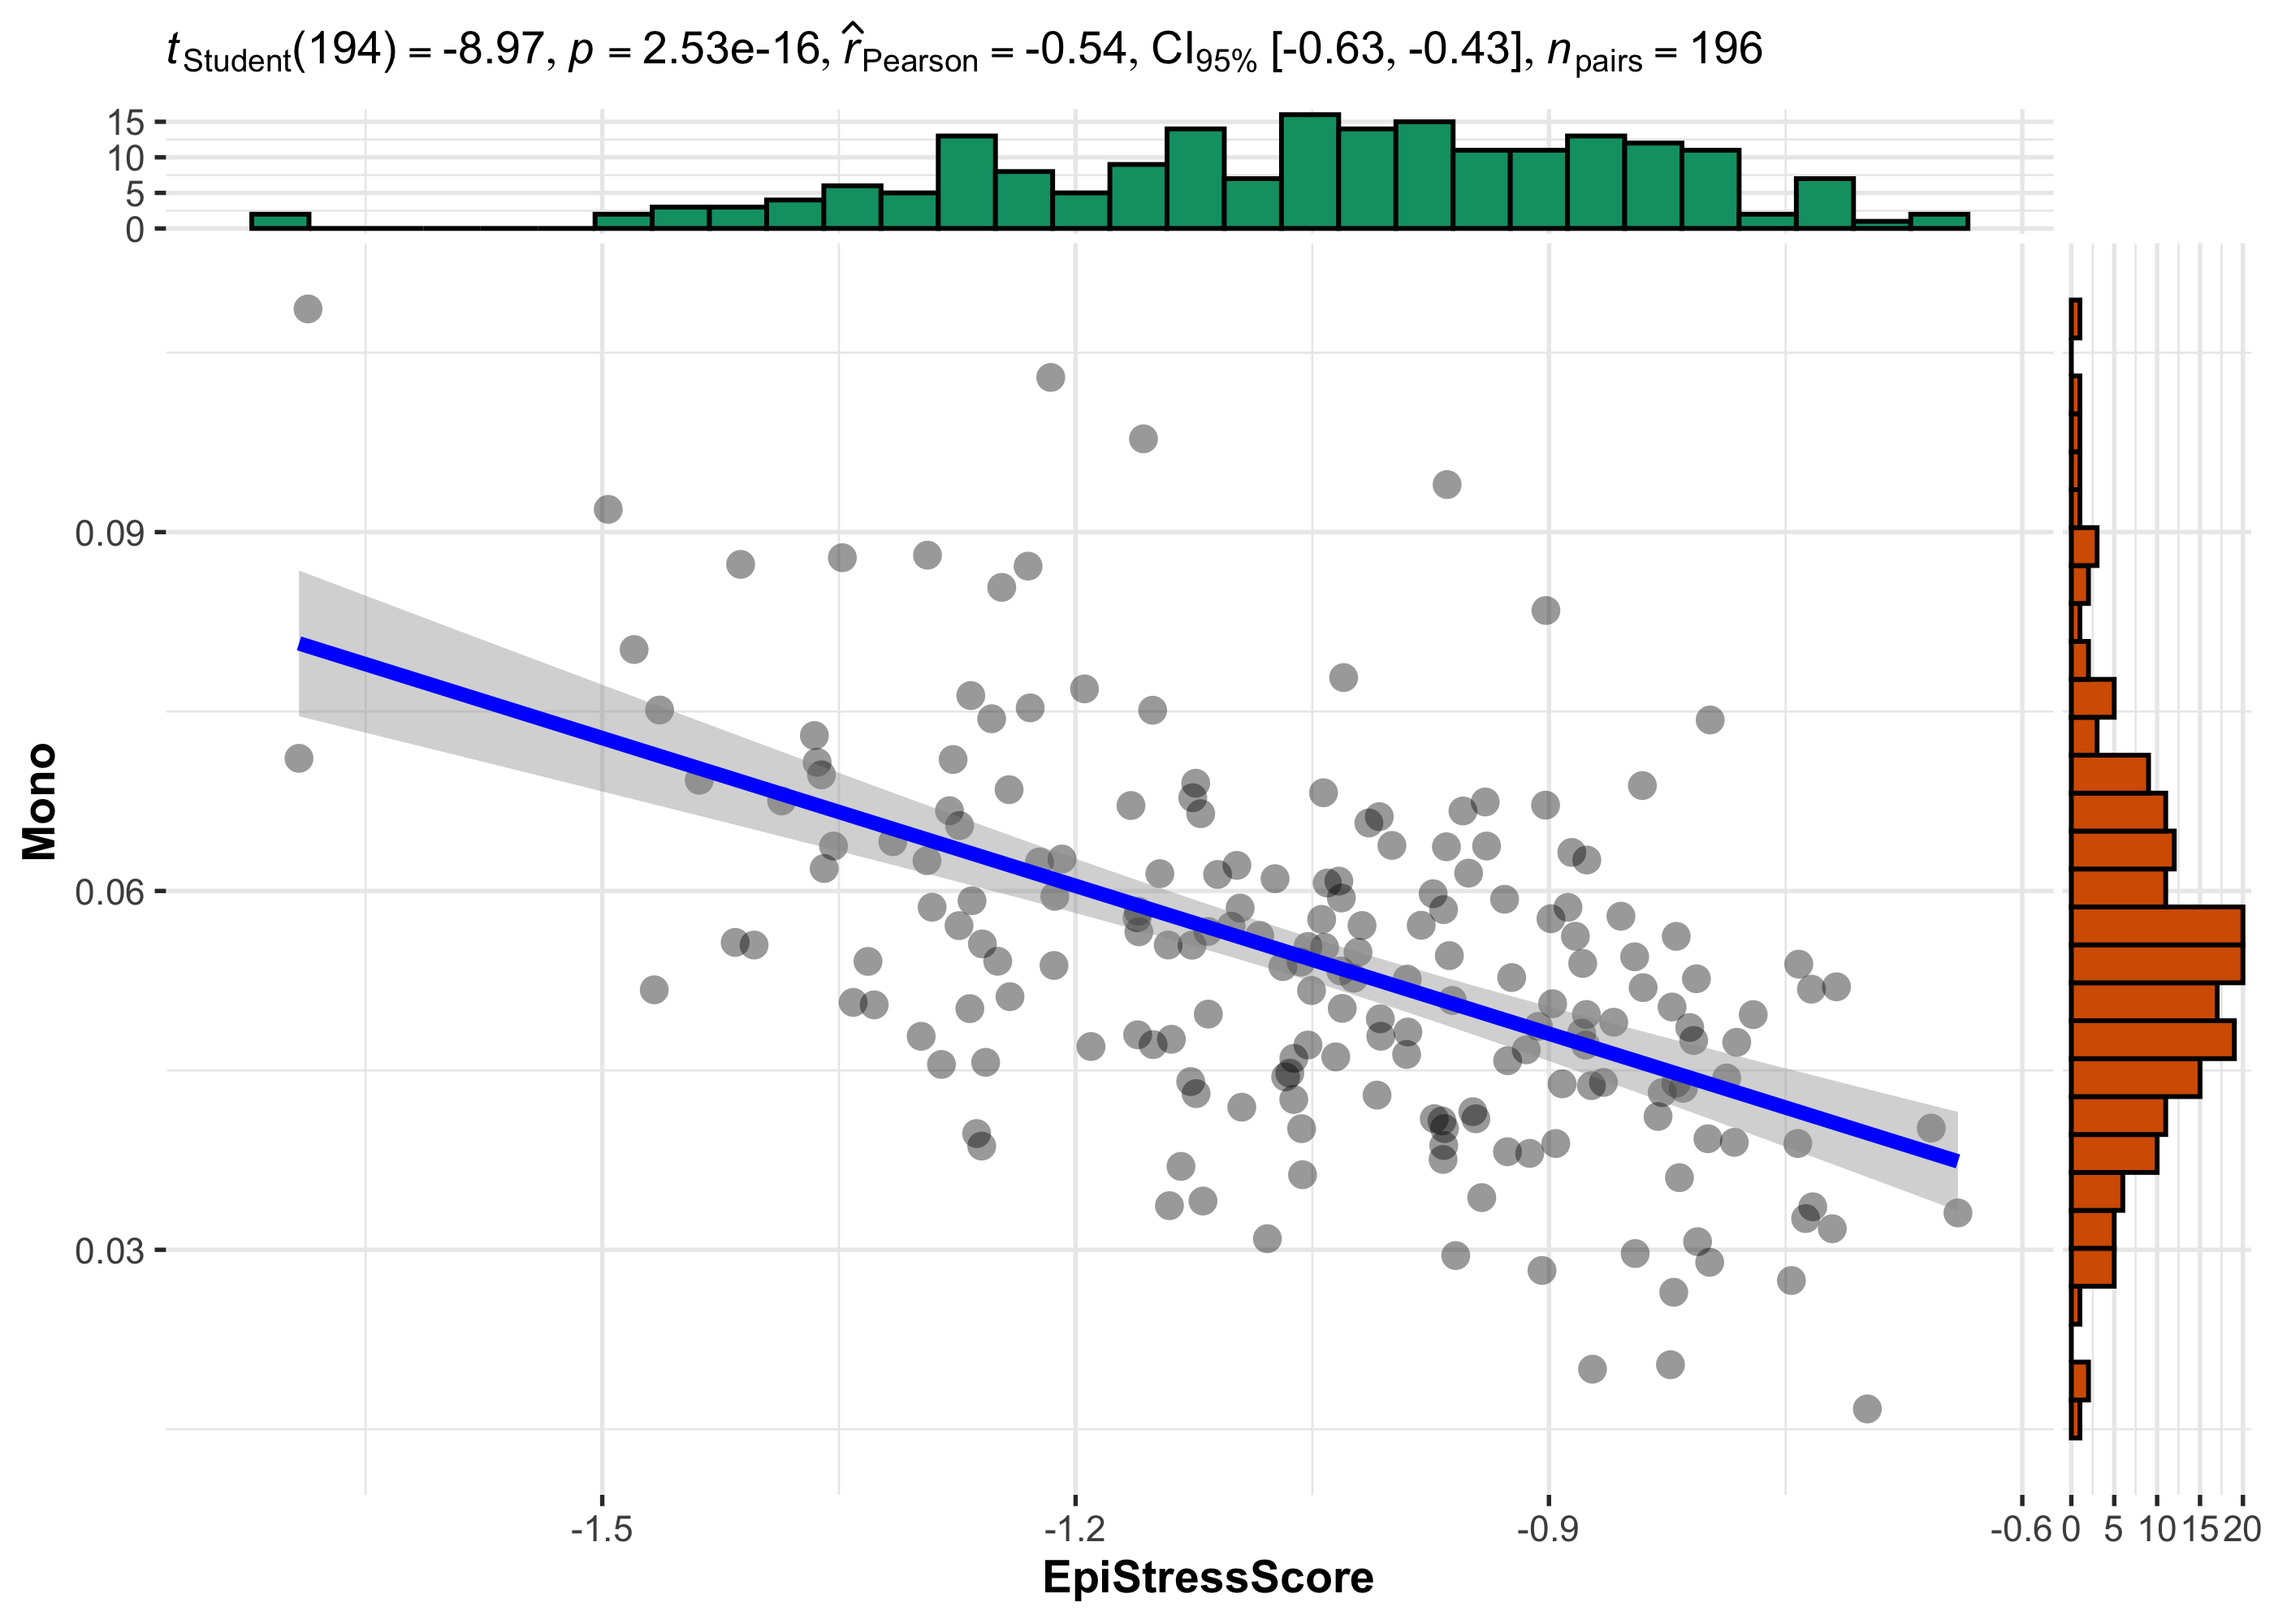 tStudent(194) = -8.97, p = 2.53e-16, r̂Pearson = -0.54, CI95% [-0.63, -0.43], npairs = 196
15
10
5
0
0.09
0.06
0.03
Mono
-1.5 -1.2 -0.9 -0.6 0 5 10 15 20
EpiStressScore